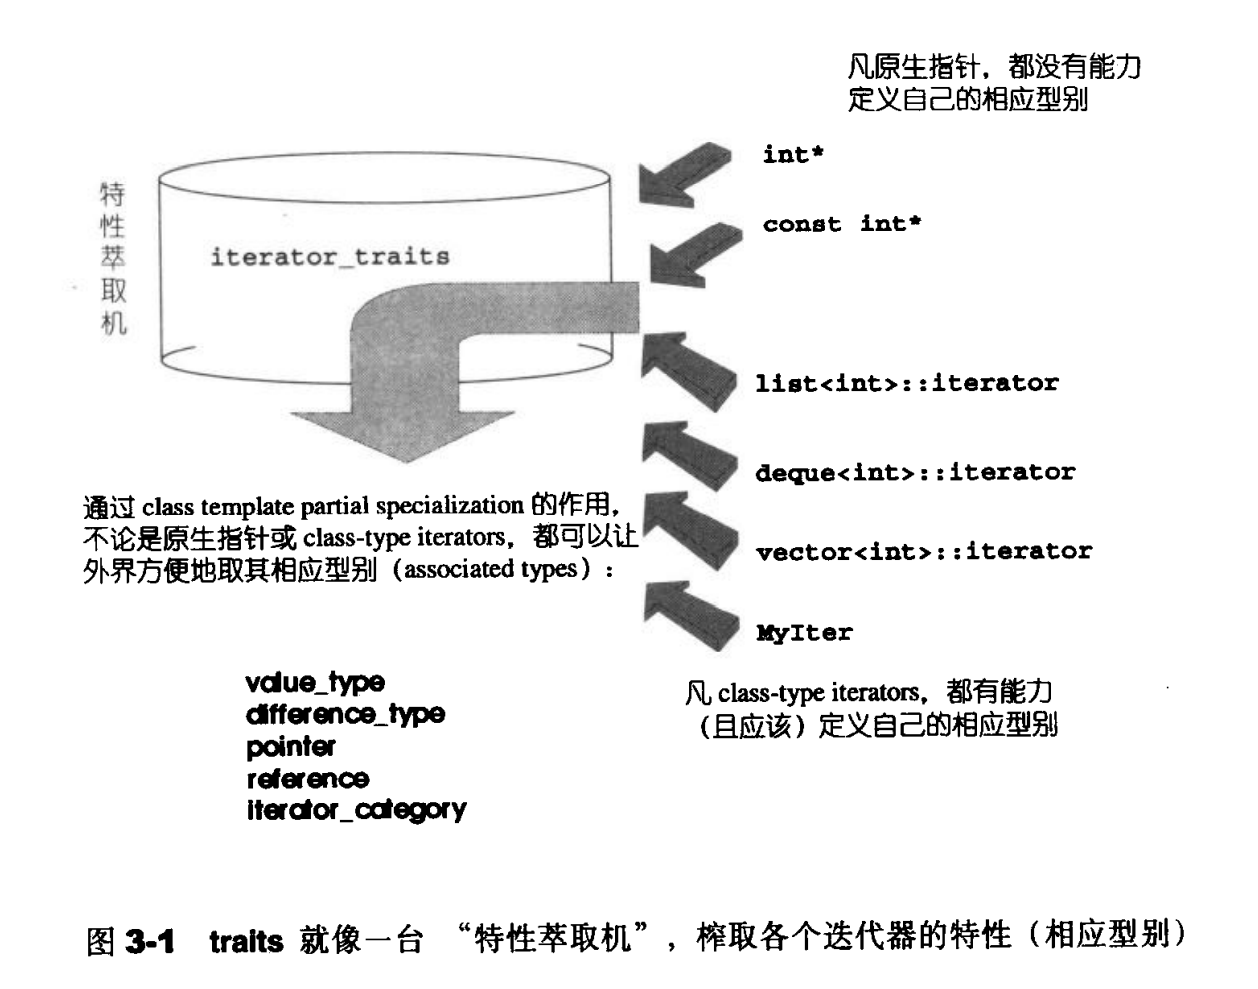 凡原生指针，都没有能力
定义自己的相应型别
int*
const int*
特性萃取机
iterator_traits
list<int>::iterator
deque<int>::iterator
vector<int>::iterator
MyIter
通过 class template partial specialization 的作用，
不论是原生指针或 class-type iterators，都可以让
外界方便地取其相应型别（associated types）：
value_type
difference_type
pointer
reference
iterator_category
凡 class-type iterators，都有能力
（且应该）定义自己的相应型别
图 3-1 traits 就像一台 “特性萃取机”，榨取各个迭代器的特性（相应型别）